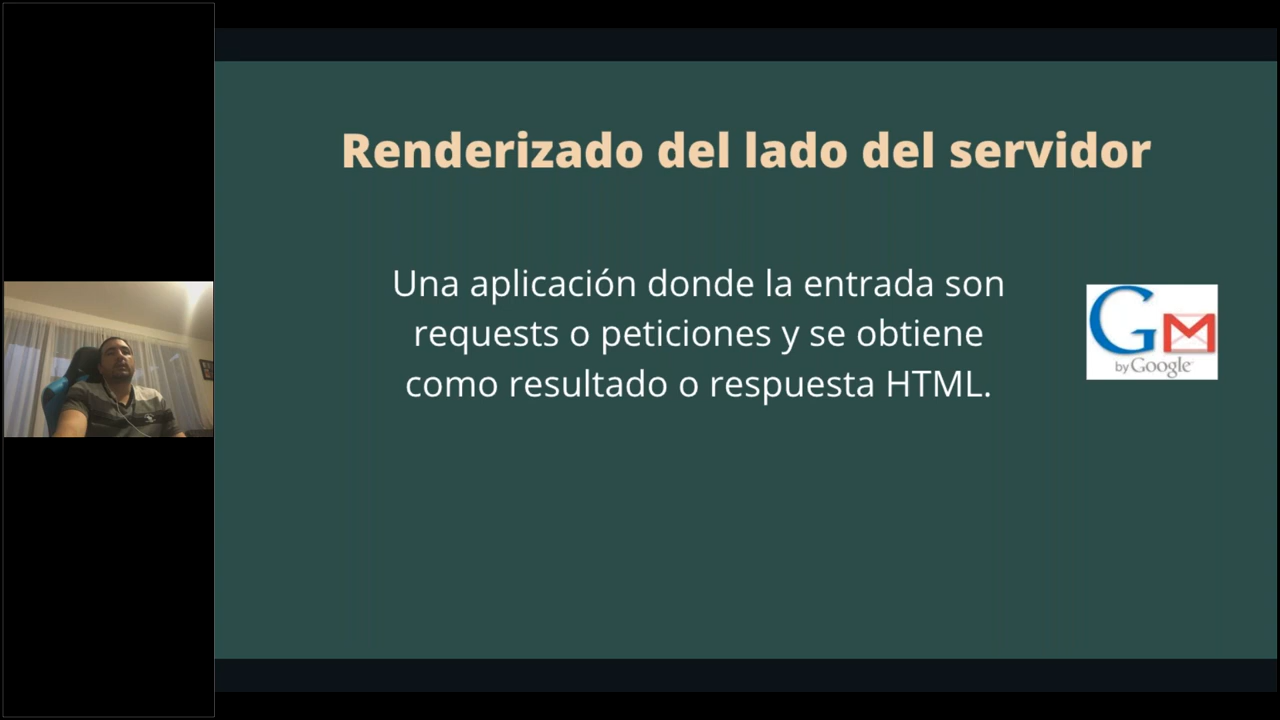 Renderizado del lado del servidor
Una aplicación donde la entrada son
requests o peticiones y se obtiene
como resultado o respuesta HTML.
GM
by Google